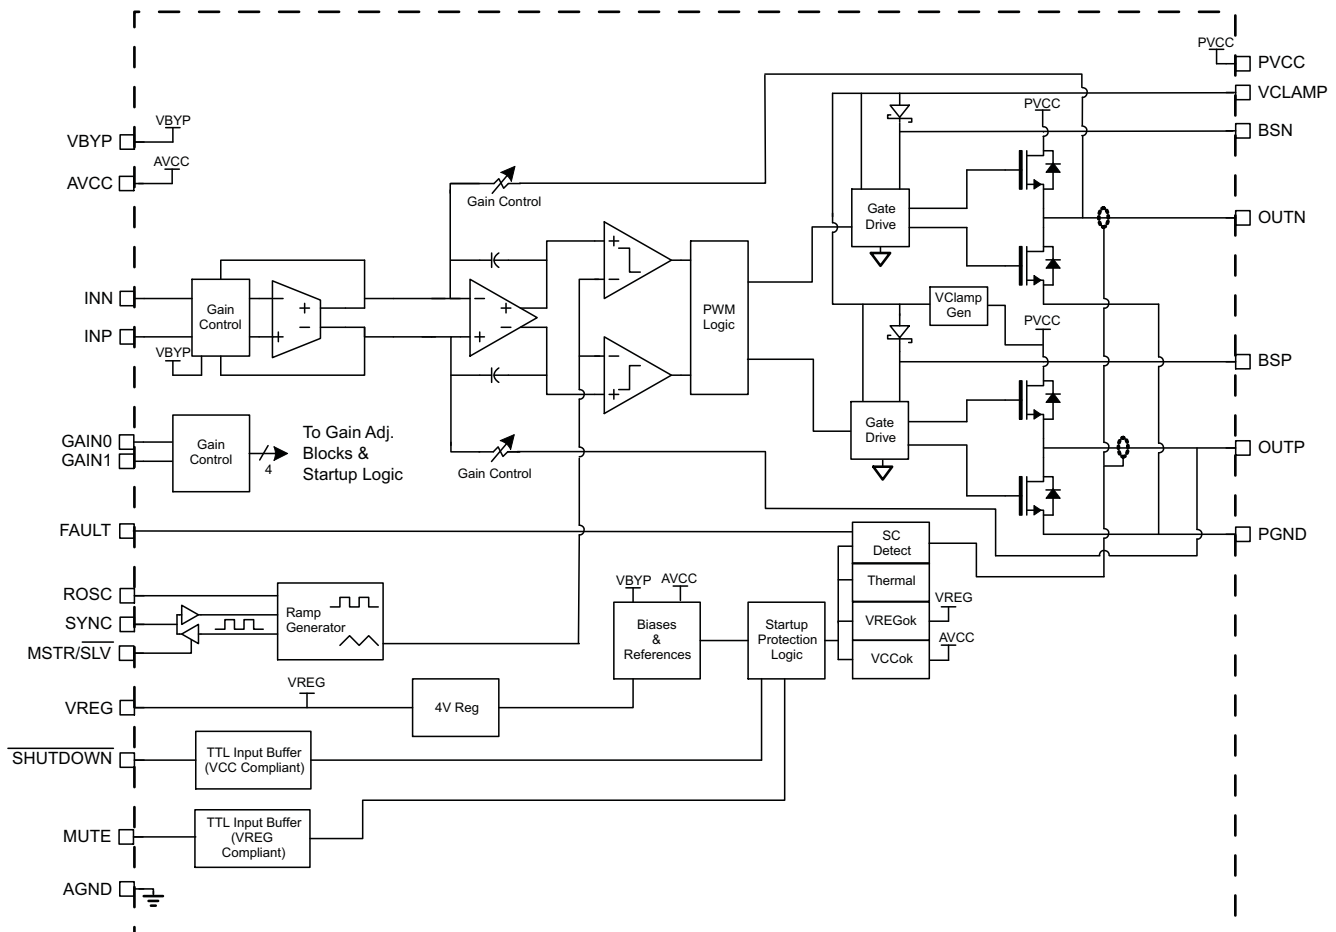 PVCC
PVCC
VCLAMP
PVCC
VBYP
VBYP
BSN
AVCC
AVCC
Gain Control
Gate
Drive
OUTN
INN
Gain
Control
+
−
−
+
−
+
+
−
+
−
−
+
PWM
Logic
VClamp
Gen
PVCC
INP
VBYP
BSP
GAIN0
GAIN1
Gain
Control
4
To Gain Adj.
Blocks &
Startup Logic
Gain Control
Gate
Drive
OUTP
FAULT
SC
Detect
PGND
Thermal
VREGok
VREG
VCCok
AVCC
ROSC
SYNC
MSTR/SLV
Ramp
Generator
VBYP
AVCC
Biases
&
References
Startup
Protection
Logic
VREG
VREG
4V Reg
SHUTDOWN
TTL Input Buffer
(VCC Compliant)
MUTE
TTL Input Buffer
(VREG
Compliant)
AGND